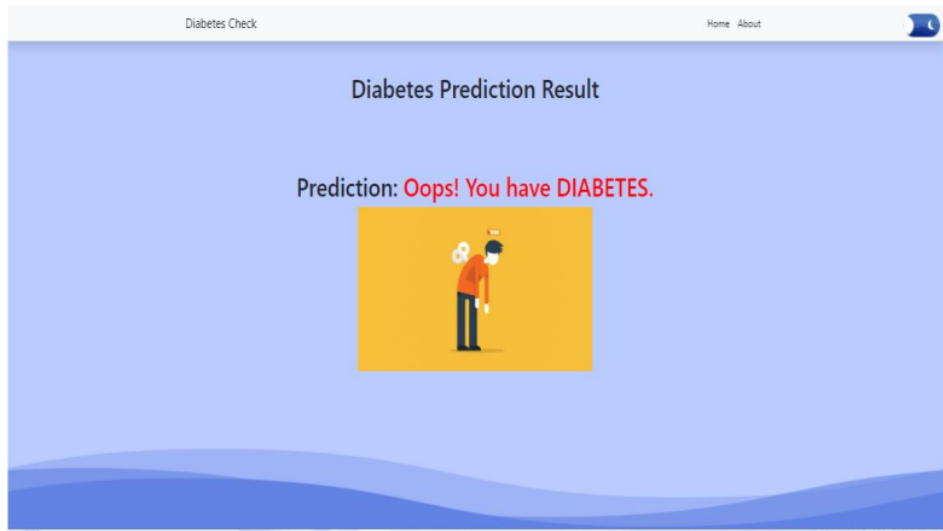 Diabetes Check
Home About
Diabetes Prediction Result
Prediction: Oops! You have DIABETES.